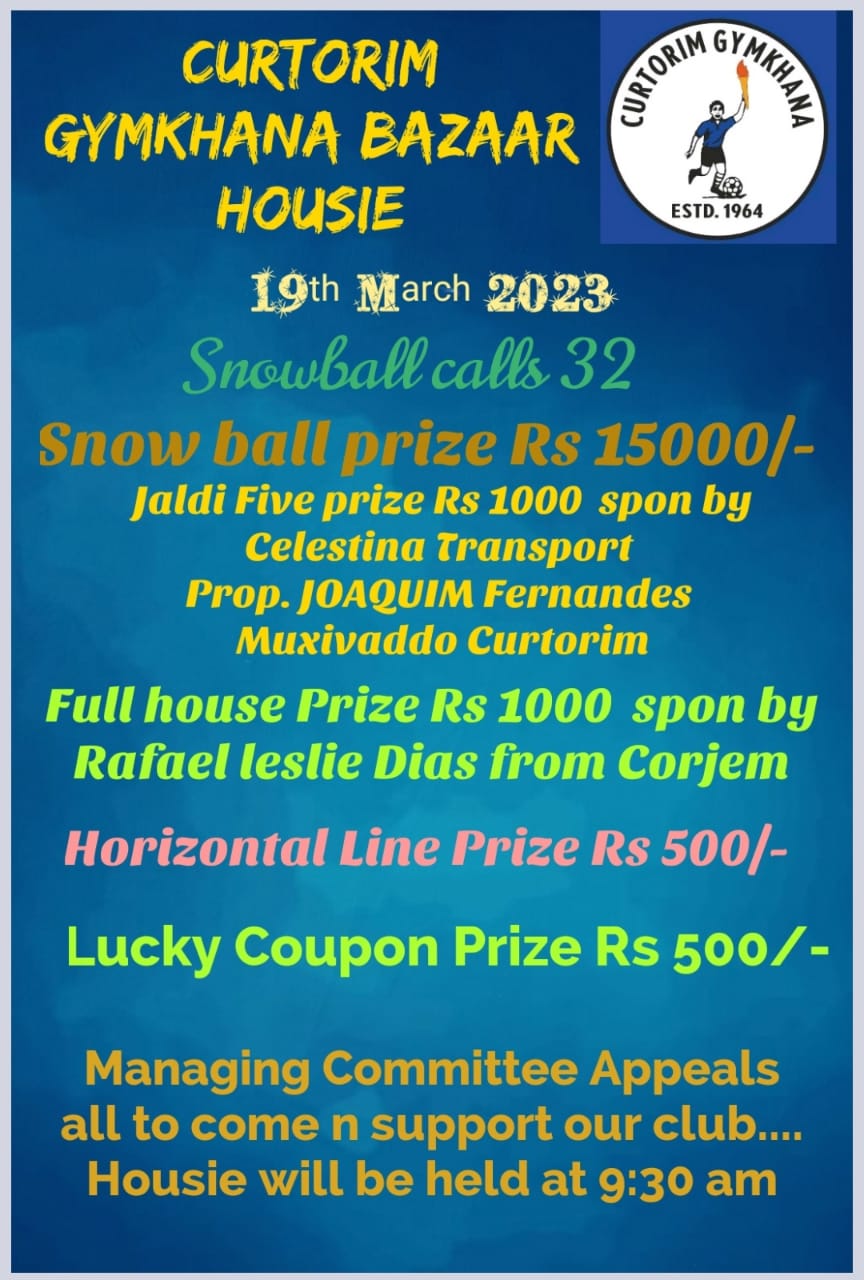 CURTORIM
GYMKHANA BAZAAR
HOUSIE
CURTORIM GYMKHANA
ESTD. 1964
19th March 2023
Snowball calls 32
Snow ball prize Rs 15000/-
Jaldi Five prize Rs 1000 spon by
Celestina Transport
Prop. JOAQUIM Fernandes
Muxivaddo Curtorim
Full house Prize Rs 1000 spon by
Rafael leslie Dias from Corjem
Horizontal Line Prize Rs 500/-
Lucky Coupon Prize Rs 500/-
Managing Committee Appeals
all to come n support our club....
Housie will be held at 9:30 am